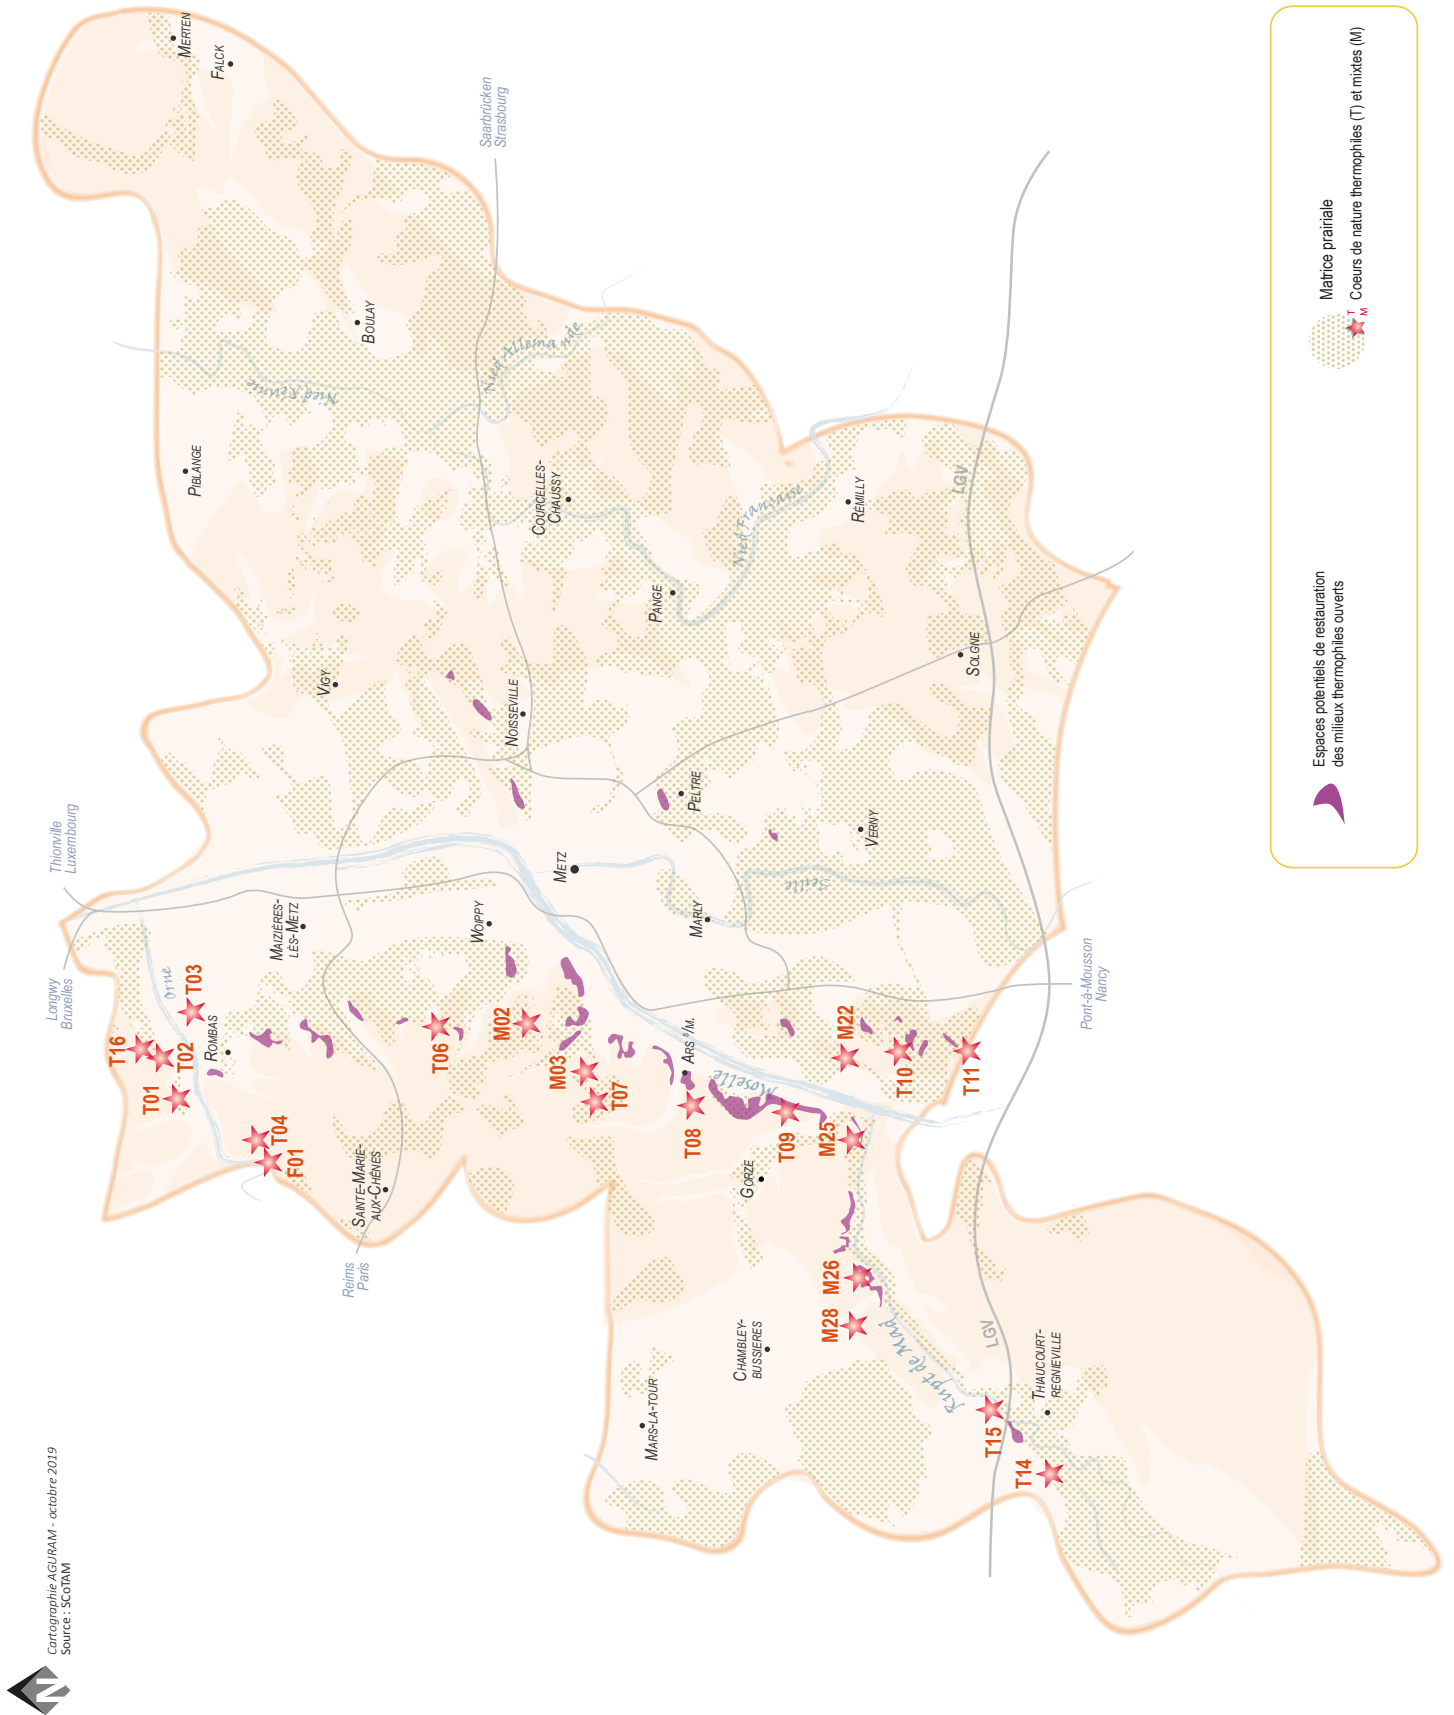 Cartographie AGURAM - octobre 2019
Source : SCoTAM
N
Longwy
Bruxelles
Thionville
Luxembourg
Saarbrücken
Strasbourg
Reims
Paris
Pont-à-Mousson
Nancy
MERTEN
FALCK
BOULAY
PIBLANGE
Nied Réunie
Nied Allemande
COURCELLES-
CHAUSSY
Nied Française
PANGE
RÉMILLY
LGV
VIGY
NOISSEVILLE
SOLGNE
PELTRE
VERNY
METZ
Seille
MARLY
WOIPPY
MAIZIÈRES-
LÈS-METZ
Orne
T03
T16
T02
T01
ROMBAS
T04
F01
T06
M02
M03
T07
ARS S/M.
Moselle
T08
T09
M22
T10
T11
M25
SAINTE-MARIE-
AUX-CHÊNES
GORZE
M26
M28
Rupt de Mad
CHAMBLEY-
BUSSIERES
MARS-LA-TOUR
LGV
THIAUCOURT-
REGNIEVILLE
T15
T14
Espaces potentiels de restauration
des milieux thermophiles ouverts
Matrice prairiale
T
M
Coeurs de nature thermophiles (T) et mixtes (M)